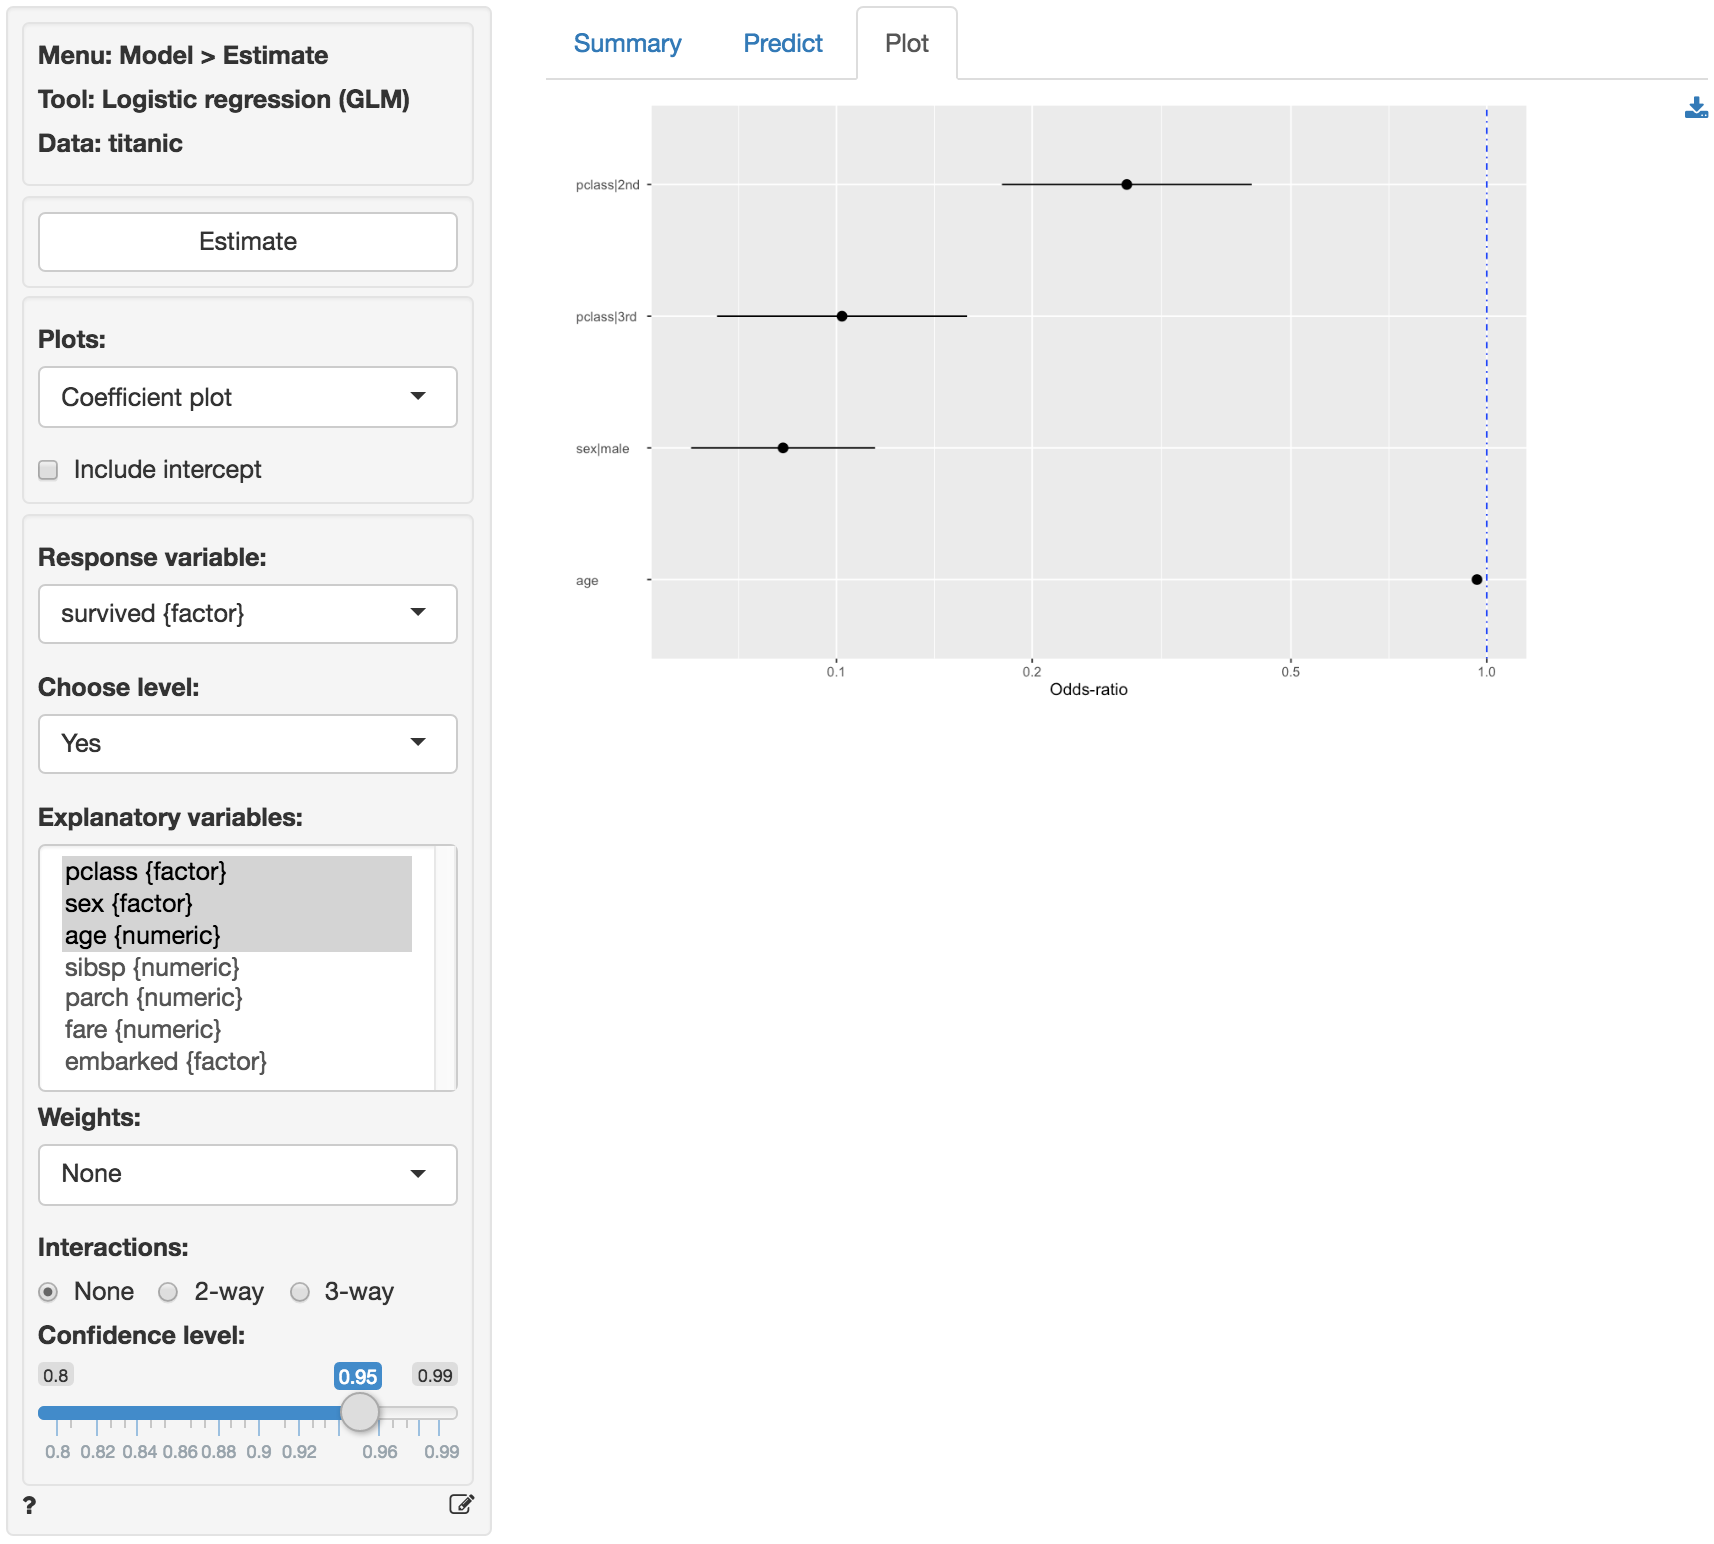 Menu: Model > Estimate
Tool: Logistic regression (GLM)
Data: titanic
Estimate
Plots:
Coefficient plot
Include intercept
Response variable:
survived {factor}
Choose level:
Yes
Explanatory variables:
pclass {factor}
sex {factor}
age {numeric}
sibsp {numeric}
parch {numeric}
fare {numeric}
embarked {factor}
Weights:
None
Interactions:
None 2-way 3-way
Confidence level:
0.8 0.95 0.99
0.8 0.82 0.84 0.86 0.88 0.9 0.92 0.96 0.99
?
Summary Predict Plot
pclass|2nd
pclass|3rd
sex|male
age
0.1 0.2 0.5 1.0
Odds-ratio